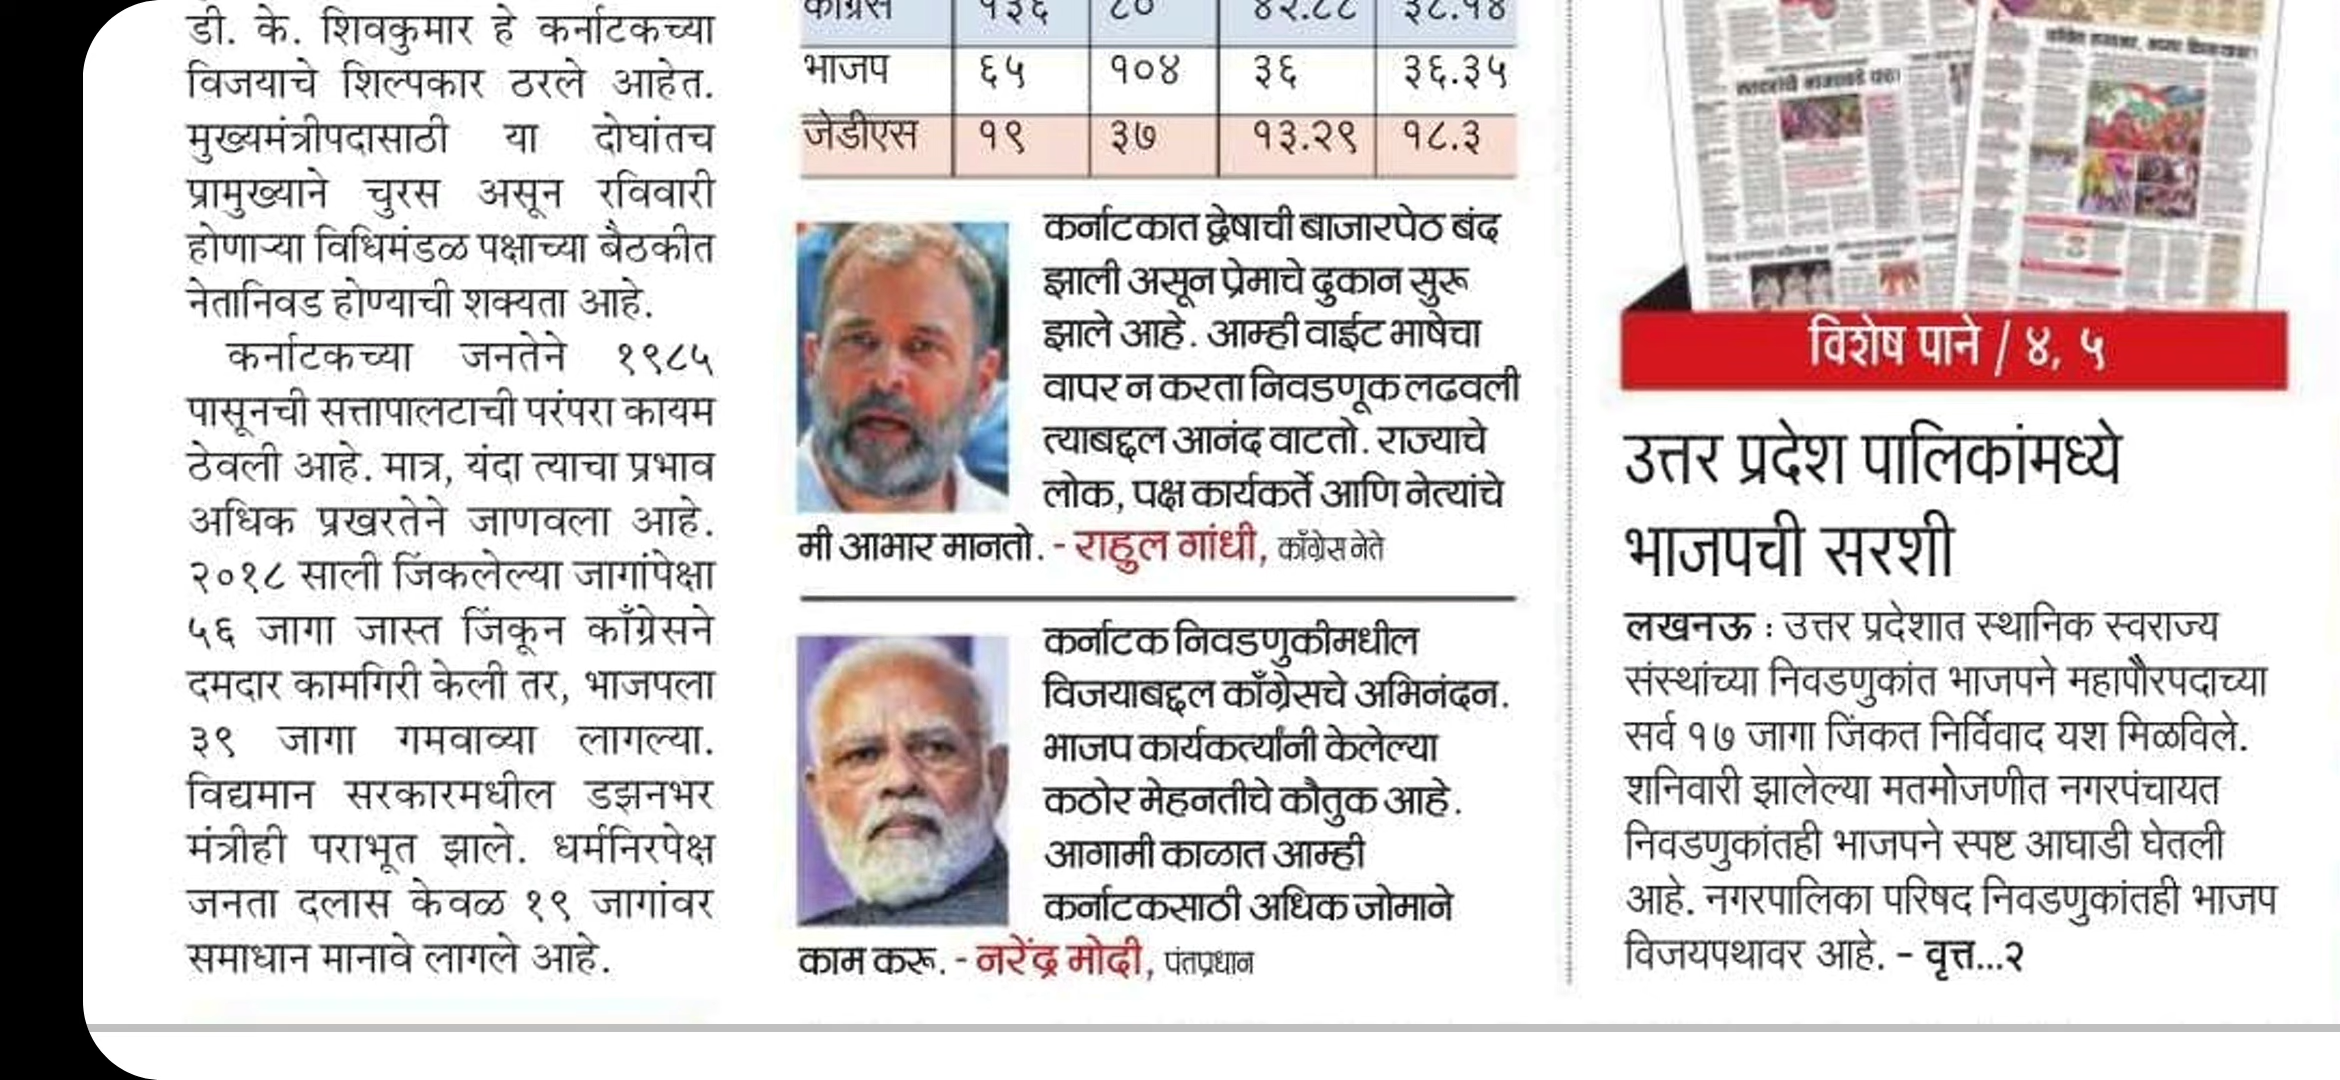 डी. के. शिवकुमार हे कर्नाटकच्या
विजयाचे शिल्पकार ठरले आहेत.
मुख्यमंत्रीपदासाठी या दोघांतच
प्रामुख्याने चुरस असून रविवारी
होणाऱ्या विधिमंडळ पक्षाच्या बैठकीत
नेतानिवड होण्याची शक्यता आहे.
कर्नाटकच्या जनतेने १९८५
पासूनची सत्तापालटाची परंपरा कायम
ठेवली आहे. मात्र, यंदा त्याचा प्रभाव
अधिक प्रखरतेने जाणवला आहे.
२०१८ साली जिंकलेल्या जागांपेक्षा
५६ जागा जास्त जिंकून काँग्रेसने
दमदार कामगिरी केली तर, भाजपला
३९ जागा गमवाव्या लागल्या.
विद्यमान सरकारमधील डझनभर
मंत्रीही पराभूत झाले. धर्मनिरपेक्ष
जनता दलास केवळ १९ जागांवर
समाधान मानावे लागले आहे.
काँग्रेस १३६ ८० ४२.८८ ३८.१४
भाजप ६५ १०४ ३६ ३६.३५
जेडीएस १९ ३७ १३.२९ १८.३
कर्नाटकात द्वेषाची बाजारपेठ बंद
झाली असून प्रेमाचे दुकान सुरू
झाले आहे. आम्ही वाईट भाषेचा
वापर न करता निवडणूक लढवली
त्याबद्दल आनंद वाटतो. राज्याचे
लोक, पक्ष कार्यकर्ते आणि नेत्यांचे
मी आभार मानतो. - राहुल गांधी, काँग्रेस नेते
कर्नाटक निवडणुकीमधील
विजयाबद्दल काँग्रेसचे अभिनंदन.
भाजप कार्यकर्त्यांनी केलेल्या
कठोर मेहनतीचे कौतुक आहे.
आगामी काळात आम्ही
कर्नाटकसाठी अधिक जोमाने
काम करू. - नरेंद्र मोदी, पंतप्रधान
विशेष पाने / ४, ५
उत्तर प्रदेश पालिकांमध्ये
भाजपची सरशी
लखनऊ : उत्तर प्रदेशात स्थानिक स्वराज्य
संस्थांच्या निवडणुकांत भाजपने महापौरपदाच्या
सर्व १७ जागा जिंकत निर्विवाद यश मिळविले.
शनिवारी झालेल्या मतमोजणीत नगरपंचायत
निवडणुकांतही भाजपने स्पष्ट आघाडी घेतली
आहे. नगरपालिका परिषद निवडणुकांतही भाजप
विजयपथावर आहे. - वृत्त...२